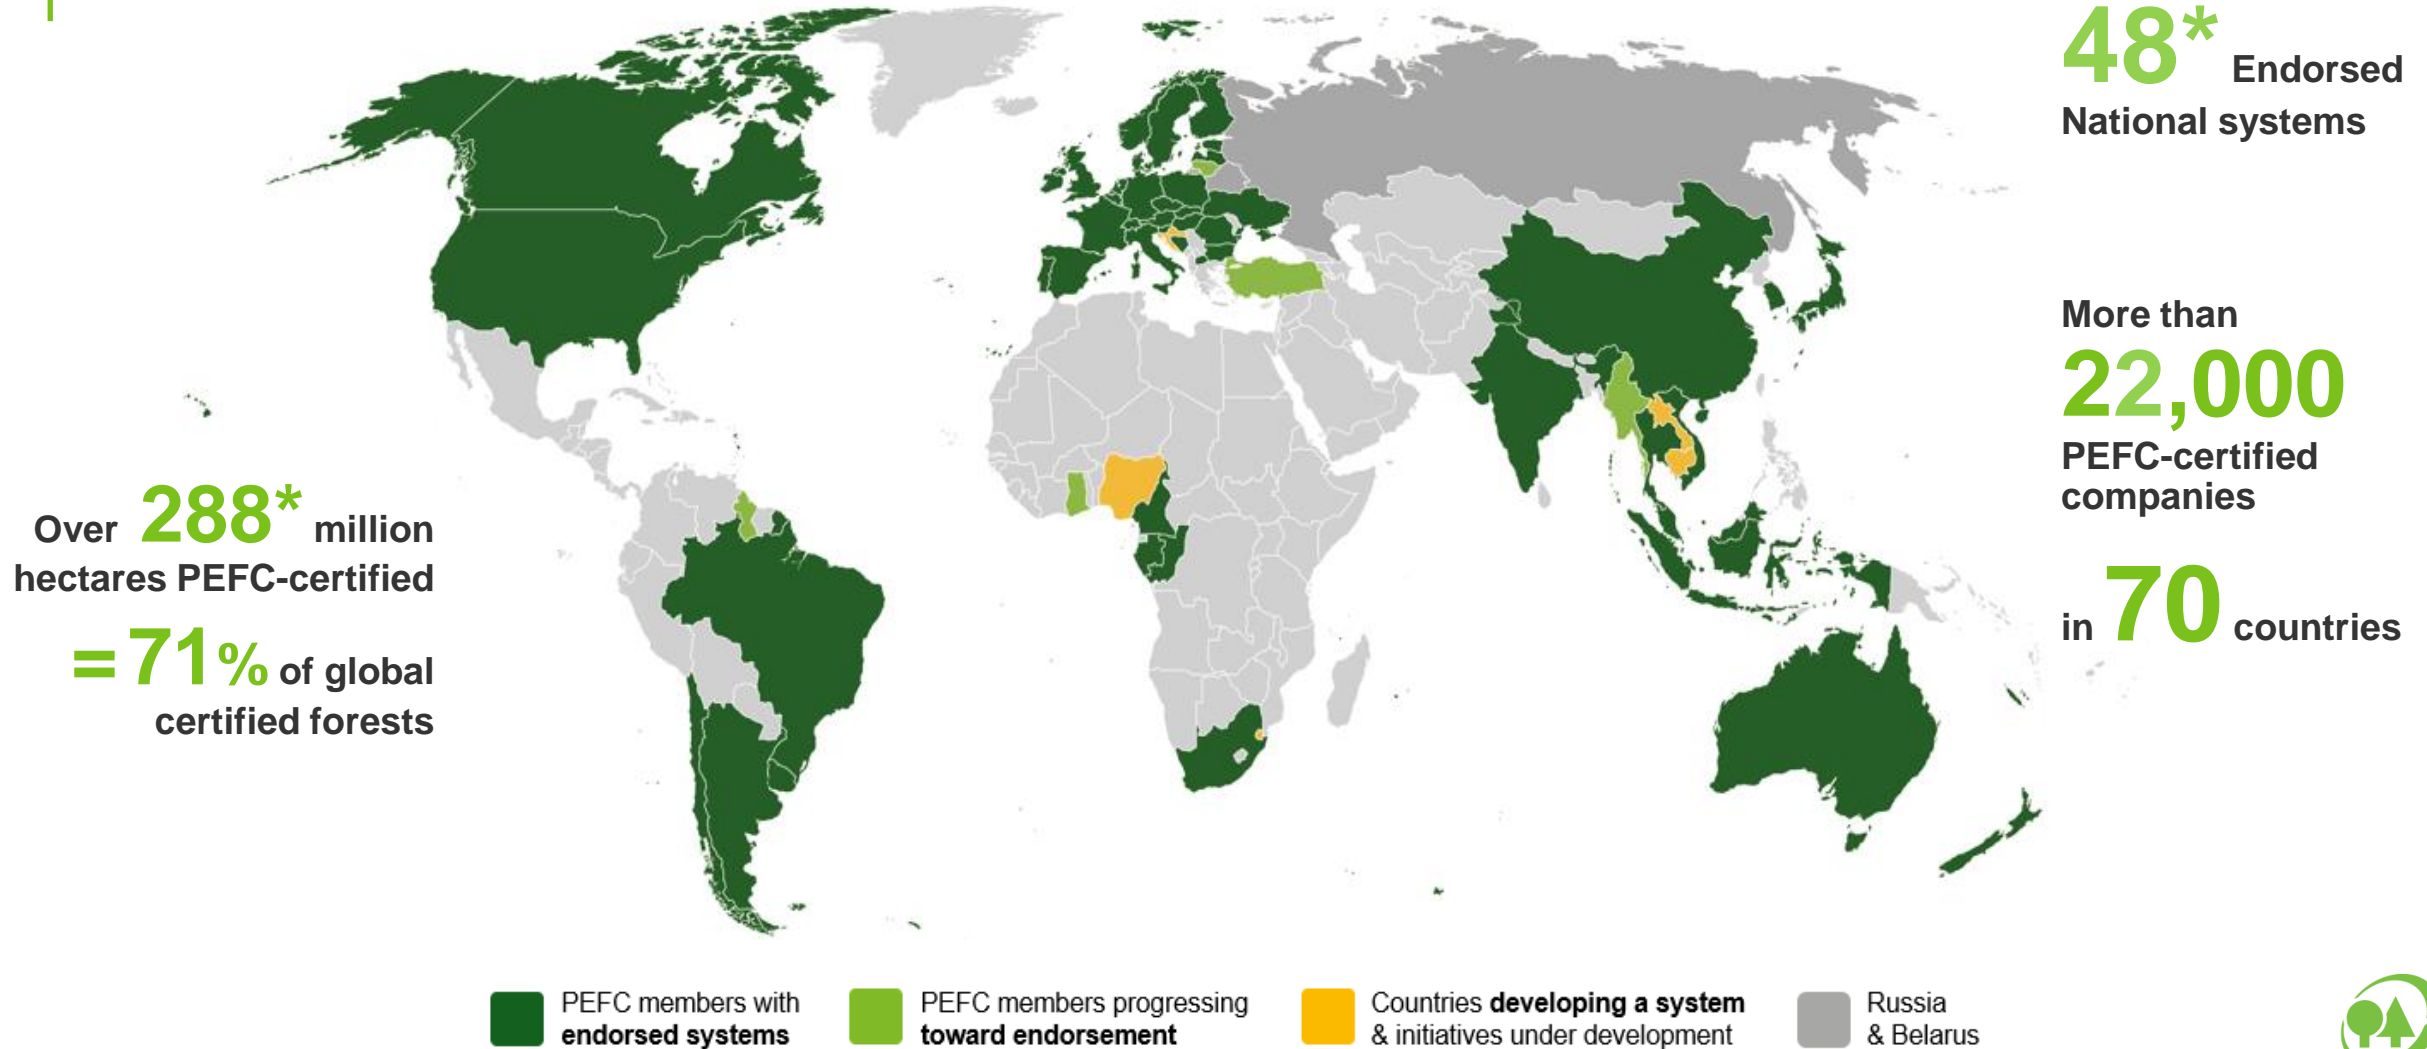 Over 288* million
hectares PEFC-certified
= 71% of global
certified forests
48* Endorsed
National systems
More than
22,000
PEFC-certified
companies
in 70 countries
PEFC members with
endorsed systems
PEFC members progressing
toward endorsement
Countries developing a system
& initiatives under development
Russia
& Belarus